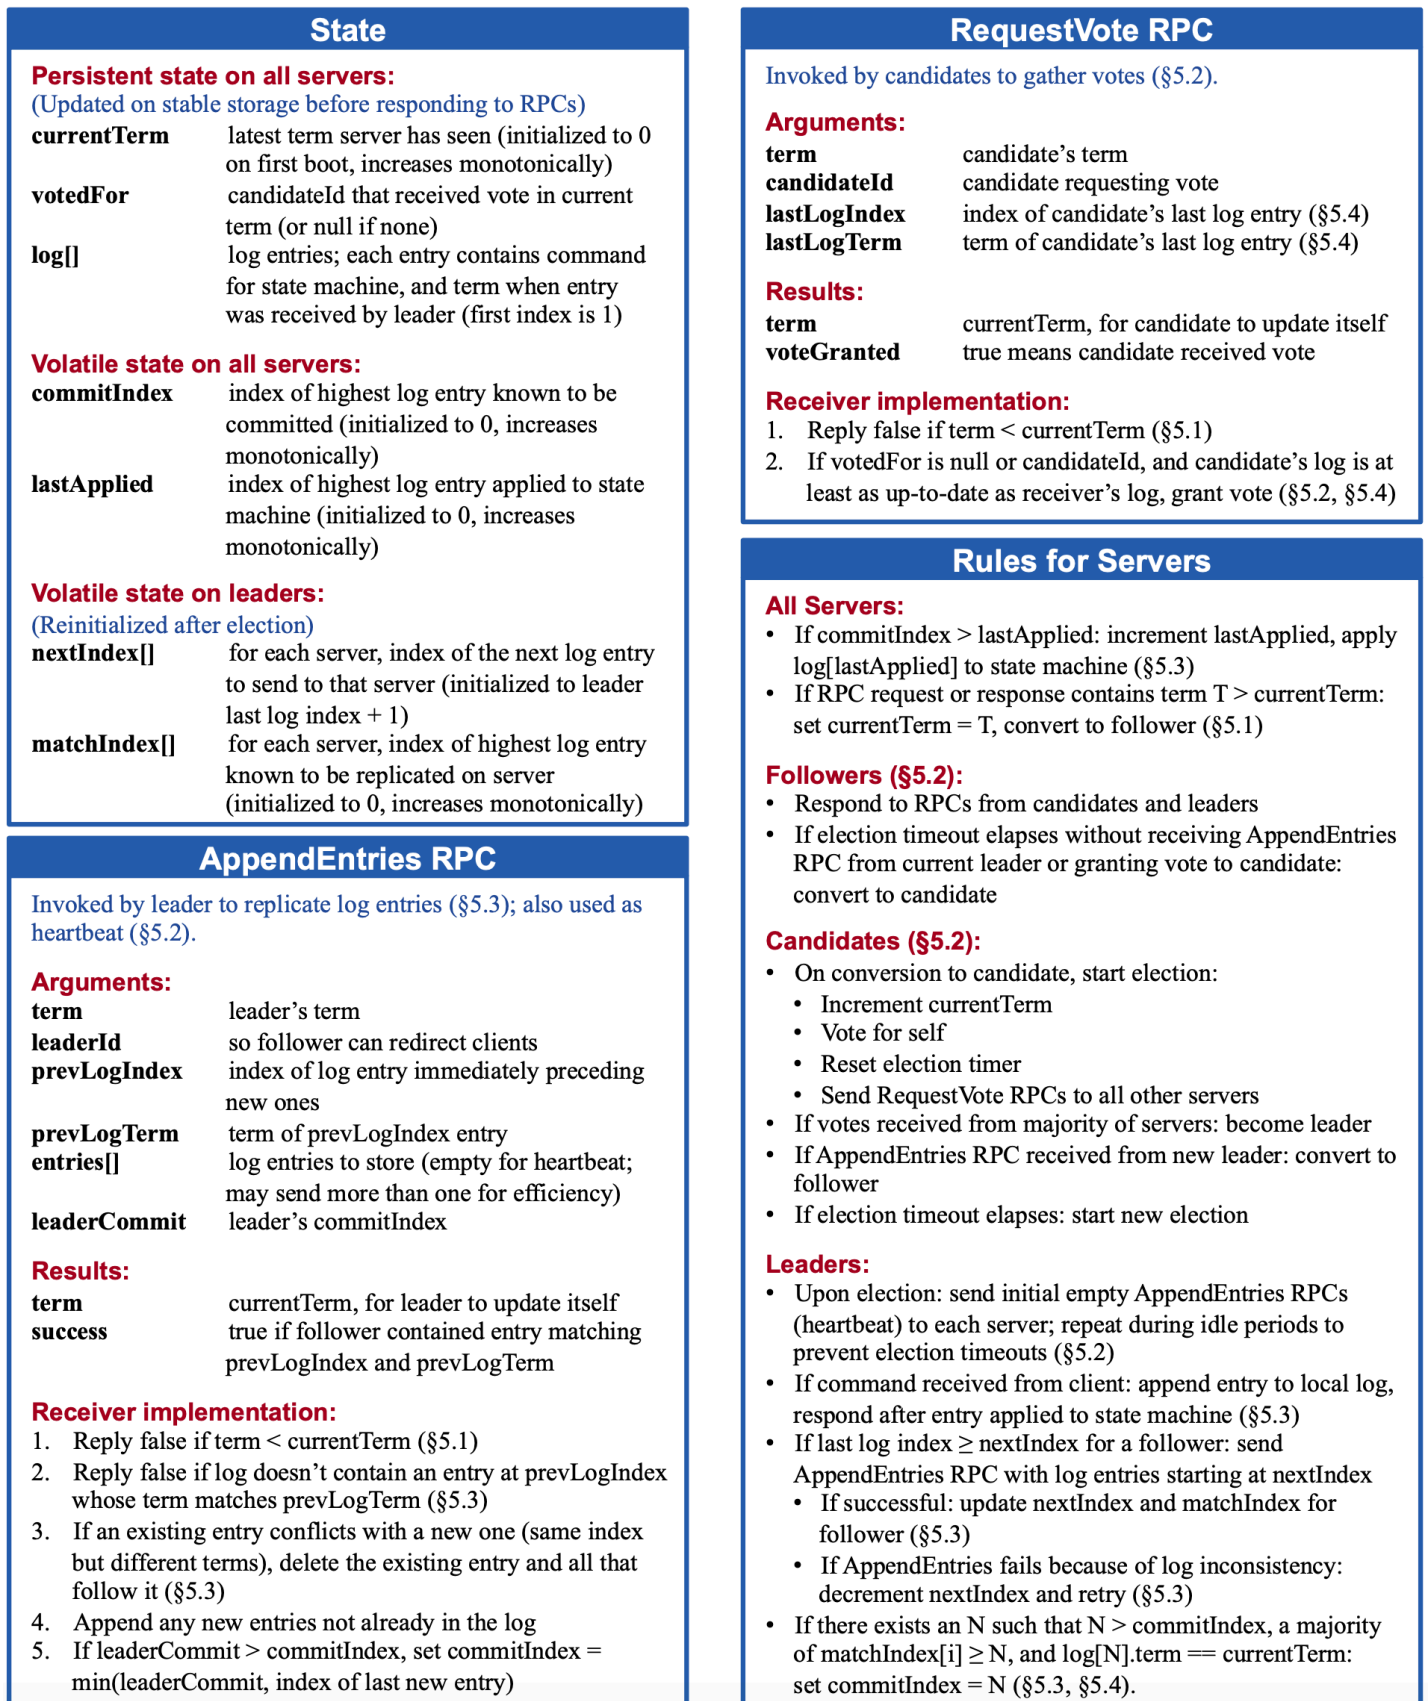 State
Persistent state on all servers:
(Updated on stable storage before responding to RPCs)
currentTerm latest term server has seen (initialized to 0
on first boot, increases monotonically)
votedFor candidateId that received vote in current
term (or null if none)
log[] log entries; each entry contains command
for state machine, and term when entry
was received by leader (first index is 1)
Volatile state on all servers:
commitIndex index of highest log entry known to be
committed (initialized to 0, increases
monotonically)
lastApplied index of highest log entry applied to state
machine (initialized to 0, increases
monotonically)
Volatile state on leaders:
(Reinitialized after election)
nextIndex[] for each server, index of the next log entry
to send to that server (initialized to leader
last log index + 1)
matchIndex[] for each server, index of highest log entry
known to be replicated on server
(initialized to 0, increases monotonically)
AppendEntries RPC
Invoked by leader to replicate log entries (§5.3); also used as
heartbeat (§5.2).
Arguments:
term leader’s term
leaderId so follower can redirect clients
prevLogIndex index of log entry immediately preceding
new ones
prevLogTerm term of prevLogIndex entry
entries[] log entries to store (empty for heartbeat;
may send more than one for efficiency)
leaderCommit leader’s commitIndex
Results:
term currentTerm, for leader to update itself
success true if follower contained entry matching
prevLogIndex and prevLogTerm
Receiver implementation:
1. Reply false if term < currentTerm (§5.1)
2. Reply false if log doesn’t contain an entry at prevLogIndex
whose term matches prevLogTerm (§5.3)
3. If an existing entry conflicts with a new one (same index
but different terms), delete the existing entry and all that
follow it (§5.3)
4. Append any new entries not already in the log
5. If leaderCommit > commitIndex, set commitIndex =
min(leaderCommit, index of last new entry)
RequestVote RPC
Invoked by candidates to gather votes (§5.2).
Arguments:
term candidate’s term
candidateId candidate requesting vote
lastLogIndex index of candidate’s last log entry (§5.4)
lastLogTerm term of candidate’s last log entry (§5.4)
Results:
term currentTerm, for candidate to update itself
voteGranted true means candidate received vote
Receiver implementation:
1. Reply false if term < currentTerm (§5.1)
2. If votedFor is null or candidateId, and candidate’s log is at
least as up-to-date as receiver’s log, grant vote (§5.2, §5.4)
Rules for Servers
All Servers:
• If commitIndex > lastApplied: increment lastApplied, apply
log[lastApplied] to state machine (§5.3)
• If RPC request or response contains term T > currentTerm:
set currentTerm = T, convert to follower (§5.1)
Followers (§5.2):
• Respond to RPCs from candidates and leaders
• If election timeout elapses without receiving AppendEntries
RPC from current leader or granting vote to candidate:
convert to candidate
Candidates (§5.2):
• On conversion to candidate, start election:
• Increment currentTerm
• Vote for self
• Reset election timer
• Send RequestVote RPCs to all other servers
• If votes received from majority of servers: become leader
• If AppendEntries RPC received from new leader: convert to
follower
• If election timeout elapses: start new election
Leaders:
• Upon election: send initial empty AppendEntries RPCs
(heartbeat) to each server; repeat during idle periods to
prevent election timeouts (§5.2)
• If command received from client: append entry to local log,
respond after entry applied to state machine (§5.3)
• If last log index ≥ nextIndex for a follower: send
AppendEntries RPC with log entries starting at nextIndex
• If successful: update nextIndex and matchIndex for
follower (§5.3)
• If AppendEntries fails because of log inconsistency:
decrement nextIndex and retry (§5.3)
• If there exists an N such that N > commitIndex, a majority
of matchIndex[i] ≥ N, and log[N].term == currentTerm:
set commitIndex = N (§5.3, §5.4).